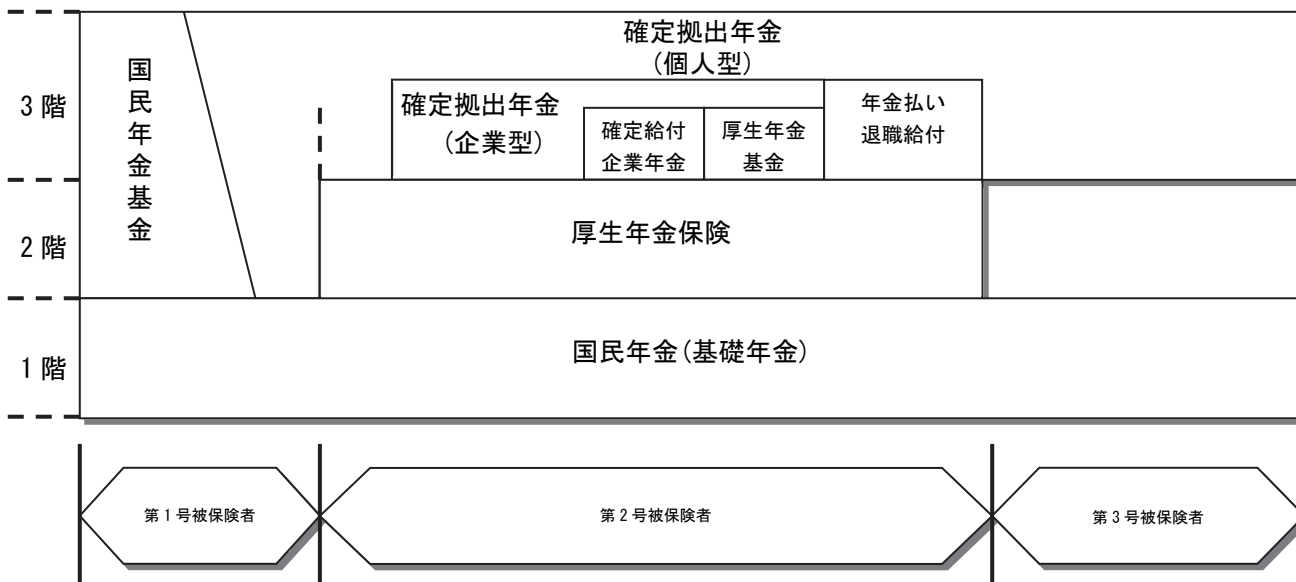 確定拠出年金
(個人型)
国民年金基金
3階
確定拠出年金
(企業型)
確定給付
企業年金
厚生年金
基金
年金払い
退職給付
2階
厚生年金保険
1階
国民年金(基礎年金)
第1号被保険者
第2号被保険者
第3号被保険者